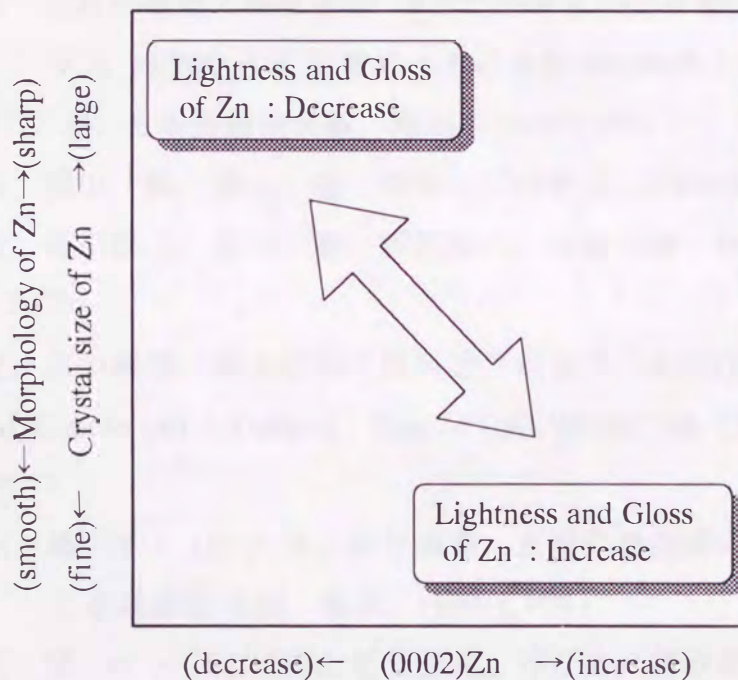 Lightness and Gloss
of Zn : Decrease
(smooth)←Morphology of Zn→(sharp)
(fine)← Crystal size of Zn →(large)
Lightness and Gloss
of Zn : Increase
(decrease)← (0002)Zn →(increase)